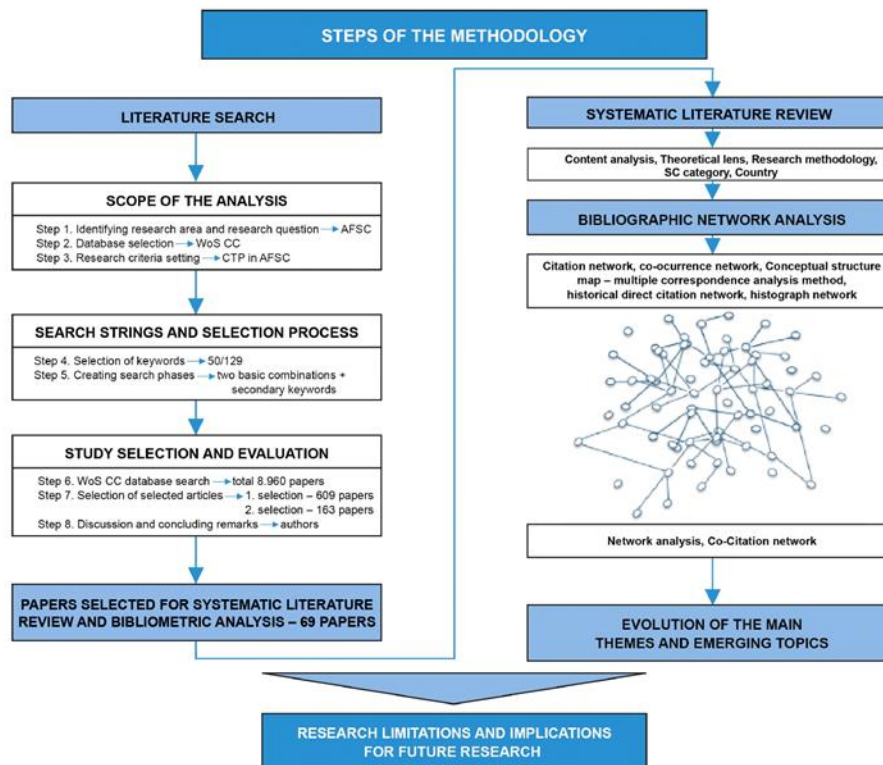 STEPS OF THE METHODOLOGY
LITERATURE SEARCH
SCOPE OF THE ANALYSIS
Step 1. Identifying research area and research question → AFSC
Step 2. Database selection → WoS CC
Step 3. Research criteria setting → CTP in AFSC
SEARCH STRINGS AND SELECTION PROCESS
Step 4. Selection of keywords → 50/129
Step 5. Creating search phases → two basic combinations +
secondary keywords
STUDY SELECTION AND EVALUATION
Step 6. WoS CC database search → total 8.960 papers
Step 7. Selection of selected articles → 1. selection – 609 papers
2. selection – 163 papers
Step 8. Discussion and concluding remarks → authors
PAPERS SELECTED FOR SYSTEMATIC LITERATURE
REVIEW AND BIBLIOMETRIC ANALYSIS – 69 PAPERS
SYSTEMATIC LITERATURE REVIEW
Content analysis, Theoretical lens, Research methodology,
SC category, Country
BIBLIOGRAPHIC NETWORK ANALYSIS
Citation network, co-ocurrence network, Conceptual structure
map – multiple correspondence analysis method,
historical direct citation network, histograph network
Network analysis, Co-Citation network
EVOLUTION OF THE MAIN
THEMES AND EMERGING TOPICS
RESEARCH LIMITATIONS AND IMPLICATIONS
FOR FUTURE RESEARCH